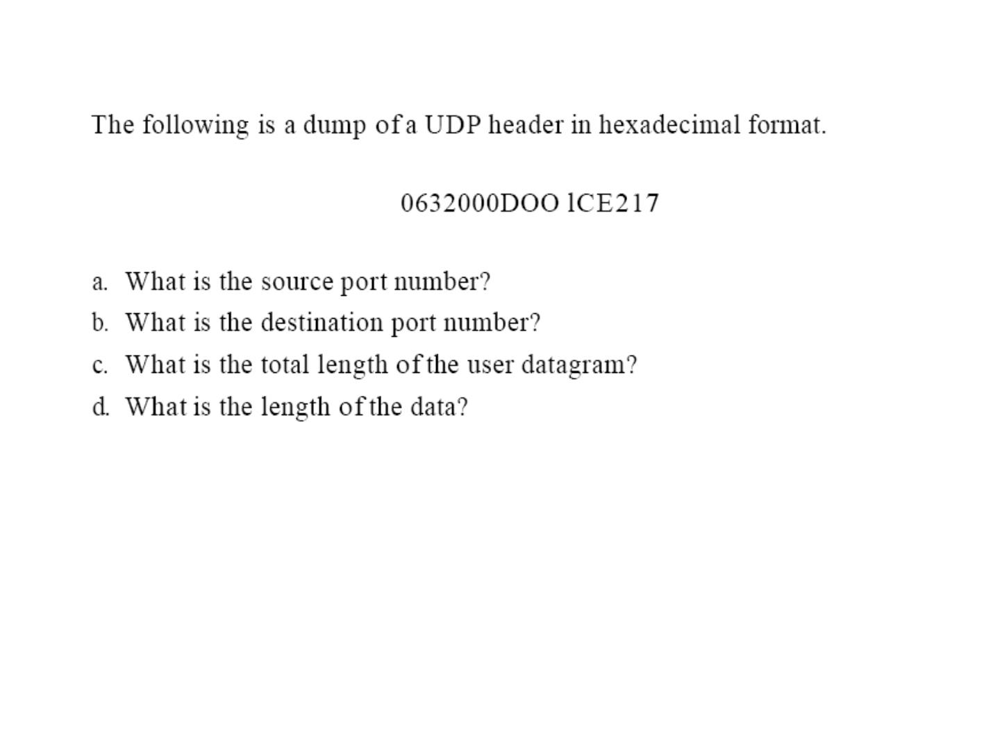 The following is a dump of a UDP header in hexadecimal format.
0632000DOO 1CE217
a. What is the source port number?
b. What is the destination port number?
c. What is the total length of the user datagram?
d. What is the length of the data?